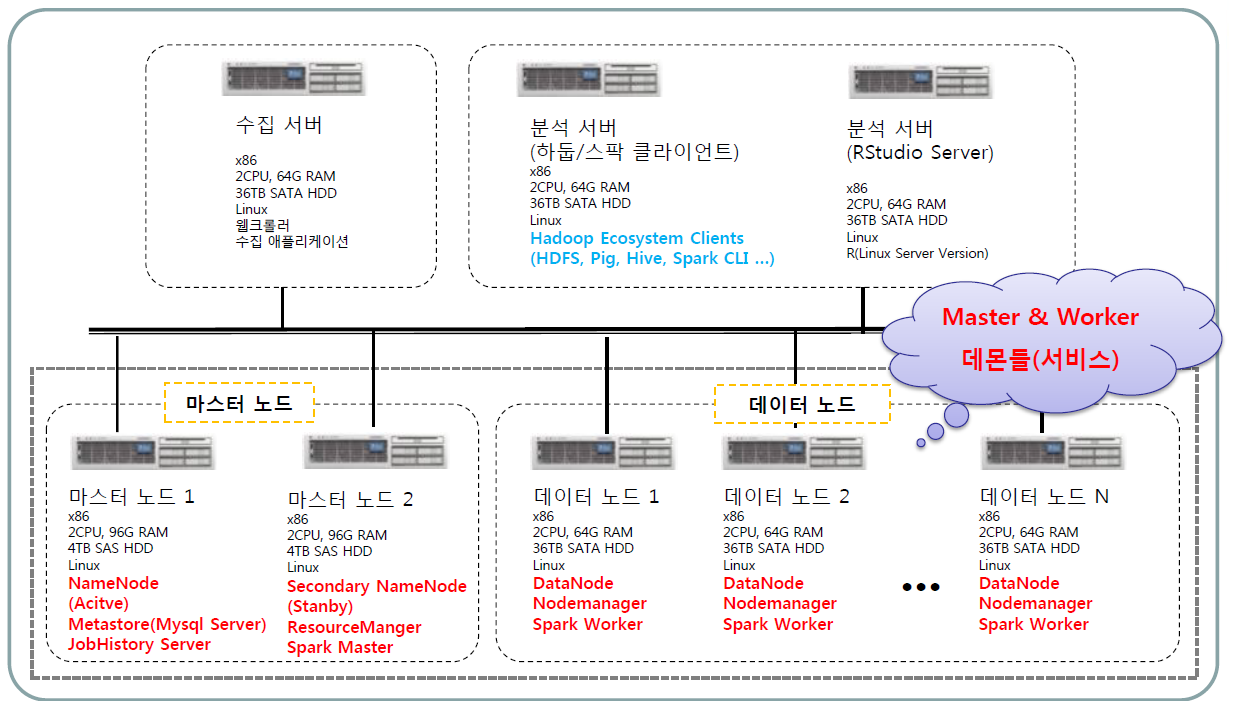 수집 서버
x86
2CPU, 64G RAM
36TB SATA HDD
Linux
웹크롤러
수집 애플리케이션
분석 서버
(하둡/스팍 클라이언트)
x86
2CPU, 64G RAM
36TB SATA HDD
Linux
Hadoop Ecosystem Clients
(HDFS, Pig, Hive, Spark CLI ...)
분석 서버
(RStudio Server)
x86
2CPU, 64G RAM
36TB SATA HDD
Linux
R(Linux Server Version)
Master & Worker
데몬들(서비스)
마스터 노드
마스터 노드 1
x86
2CPU, 96G RAM
4TB SAS HDD
Linux
NameNode
(Acitve)
Metastore(Mysql Server)
JobHistory Server
마스터 노드 2
x86
2CPU, 96G RAM
4TB SAS HDD
Linux
Secondary NameNode
(Stanby)
ResourceManger
Spark Master
데이터 노드
데이터 노드 1
x86
2CPU, 64G RAM
36TB SATA HDD
Linux
DataNode
Nodemanager
Spark Worker
데이터 노드 2
x86
2CPU, 64G RAM
36TB SATA HDD
Linux
DataNode
Nodemanager
Spark Worker
•••
데이터 노드 N
x86
2CPU, 64G RAM
36TB SATA HDD
Linux
DataNode
Nodemanager
Spark Worker